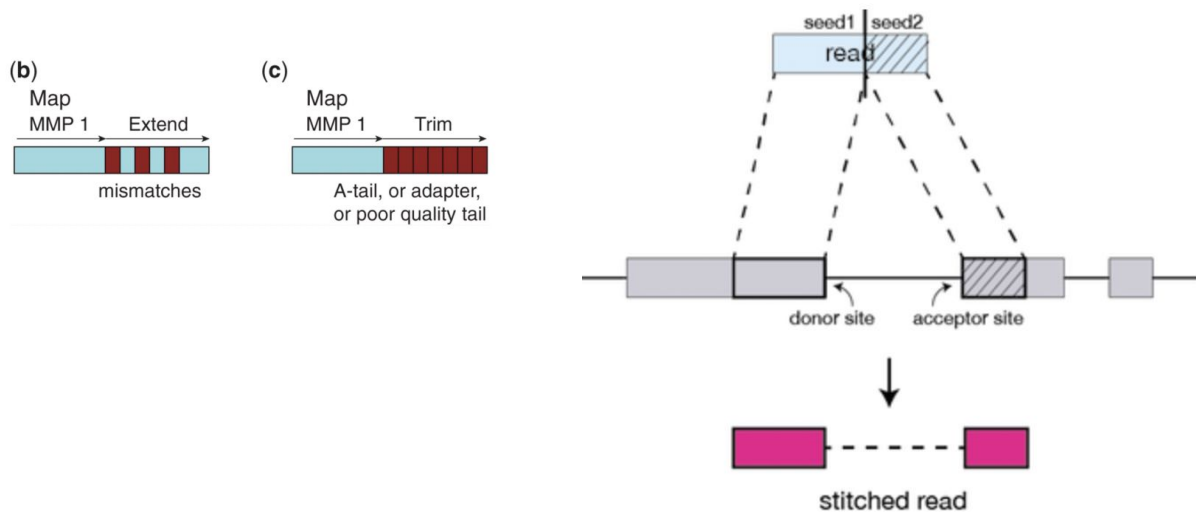 (b)
Map
MMP 1 Extend
mismatches
(c)
Map
MMP 1 Trim
A-tail, or adapter,
or poor quality tail
seed1 seed2
read
donor site acceptor site
stitched read